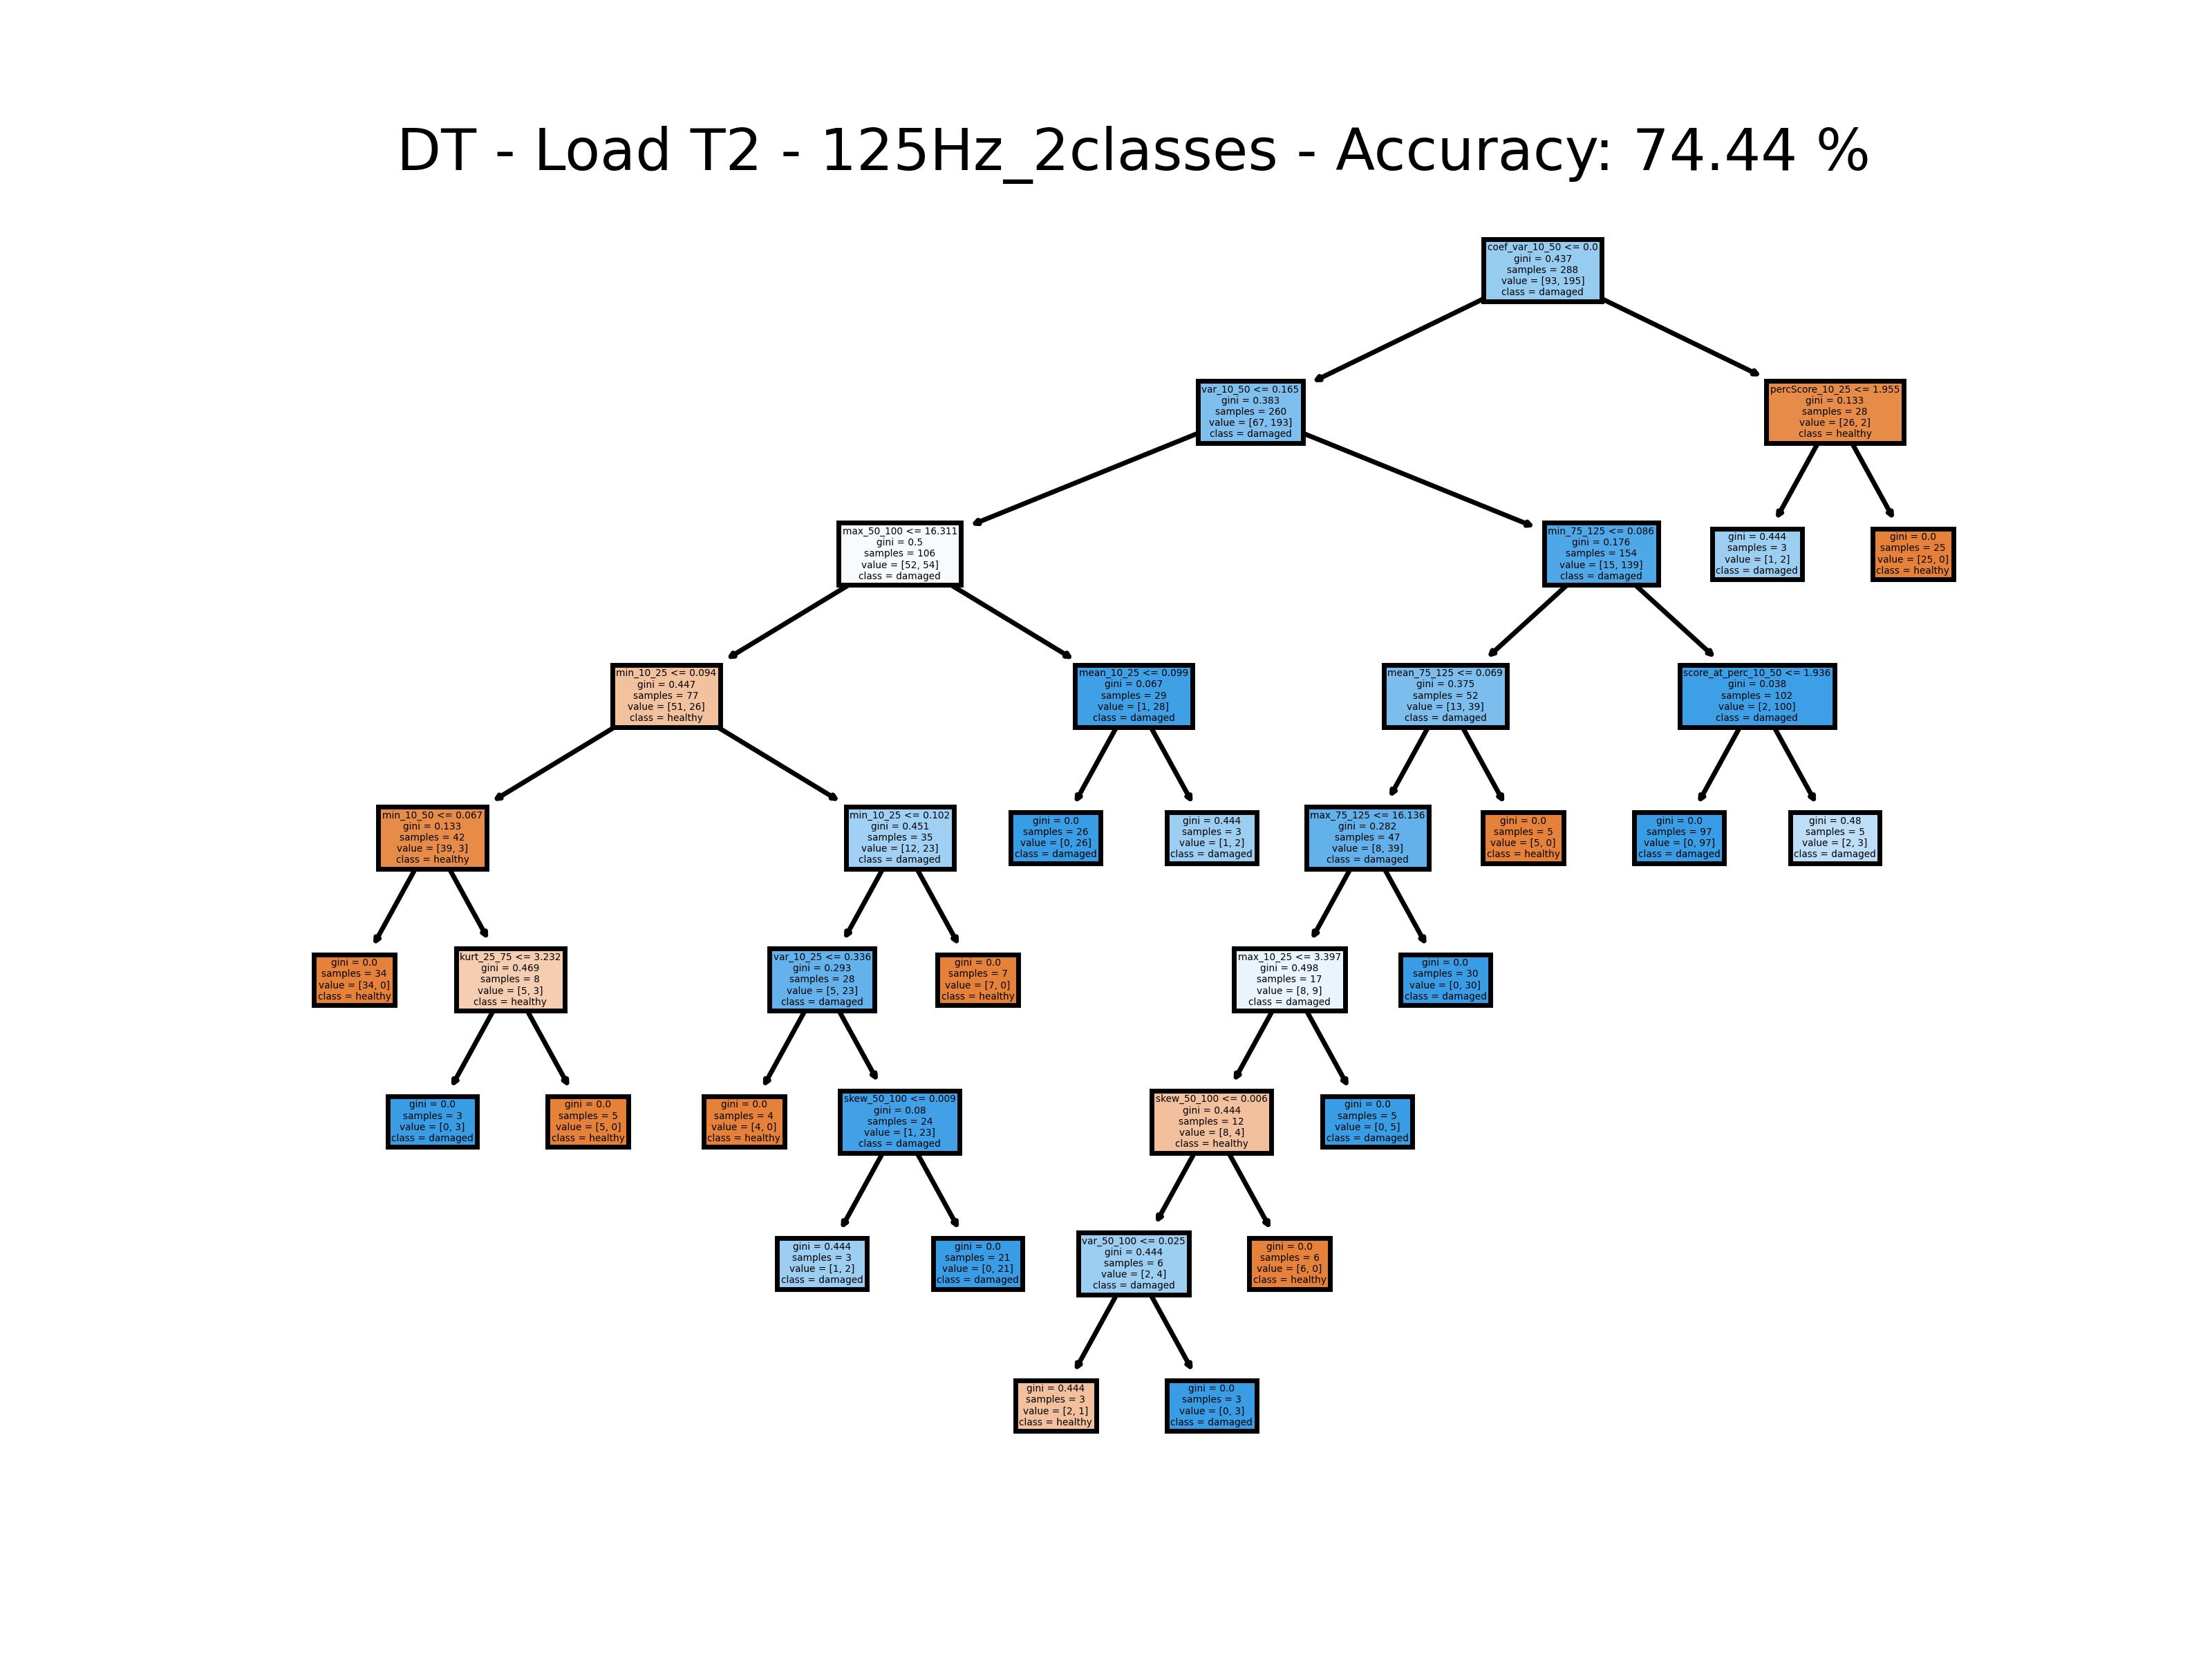 DT - Load T2 - 125Hz_2classes - Accuracy: 74.44 %
coef_var_10_50 <= 0.0
gini = 0.437
samples = 288
value = [93, 195]
class = damaged
var_10_50 <= 0.165
gini = 0.383
samples = 260
value = [67, 193]
class = damaged
percScore_10_25 <= 1.955
gini = 0.133
samples = 28
value = [26, 2]
class = healthy
max_50_100 <= 16.311
gini = 0.5
samples = 106
value = [52, 54]
class = damaged
min_75_125 <= 0.086
gini = 0.176
samples = 154
value = [15, 139]
class = damaged
gini = 0.444
samples = 3
value = [1, 2]
class = damaged
gini = 0.0
samples = 25
value = [25, 0]
class = healthy
min_10_25 <= 0.094
gini = 0.447
samples = 77
value = [51, 26]
class = healthy
mean_10_25 <= 0.099
gini = 0.067
samples = 29
value = [1, 28]
class = damaged
mean_75_125 <= 0.069
gini = 0.375
samples = 52
value = [13, 39]
class = damaged
score_at_perc_10_50 <= 1.936
gini = 0.038
samples = 102
value = [2, 100]
class = damaged
min_10_50 <= 0.067
gini = 0.133
samples = 42
value = [39, 3]
class = healthy
min_10_25 <= 0.102
gini = 0.451
samples = 35
value = [12, 23]
class = damaged
gini = 0.0
samples = 26
value = [0, 26]
class = damaged
gini = 0.444
samples = 3
value = [1, 2]
class = damaged
max_75_125 <= 16.136
gini = 0.282
samples = 47
value = [8, 39]
class = damaged
gini = 0.0
samples = 5
value = [5, 0]
class = healthy
gini = 0.0
samples = 97
value = [0, 97]
class = damaged
gini = 0.48
samples = 5
value = [2, 3]
class = damaged
gini = 0.0
samples = 34
value = [34, 0]
class = healthy
kurt_25_75 <= 3.232
gini = 0.469
samples = 8
value = [5, 3]
class = healthy
var_10_25 <= 0.336
gini = 0.293
samples = 28
value = [5, 23]
class = damaged
gini = 0.0
samples = 7
value = [7, 0]
class = healthy
max_10_25 <= 3.397
gini = 0.498
samples = 17
value = [8, 9]
class = damaged
gini = 0.0
samples = 30
value = [0, 30]
class = damaged
gini = 0.0
samples = 3
value = [0, 3]
class = damaged
gini = 0.0
samples = 5
value = [5, 0]
class = healthy
gini = 0.0
samples = 4
value = [4, 0]
class = healthy
skew_50_100 <= 0.009
gini = 0.08
samples = 24
value = [1, 23]
class = damaged
skew_50_100 <= 0.006
gini = 0.444
samples = 12
value = [8, 4]
class = healthy
gini = 0.0
samples = 5
value = [0, 5]
class = damaged
gini = 0.444
samples = 3
value = [1, 2]
class = damaged
gini = 0.0
samples = 21
value = [0, 21]
class = damaged
var_50_100 <= 0.025
gini = 0.444
samples = 6
value = [2, 4]
class = damaged
gini = 0.0
samples = 6
value = [6, 0]
class = healthy
gini = 0.444
samples = 3
value = [2, 1]
class = healthy
gini = 0.0
samples = 3
value = [0, 3]
class = damaged